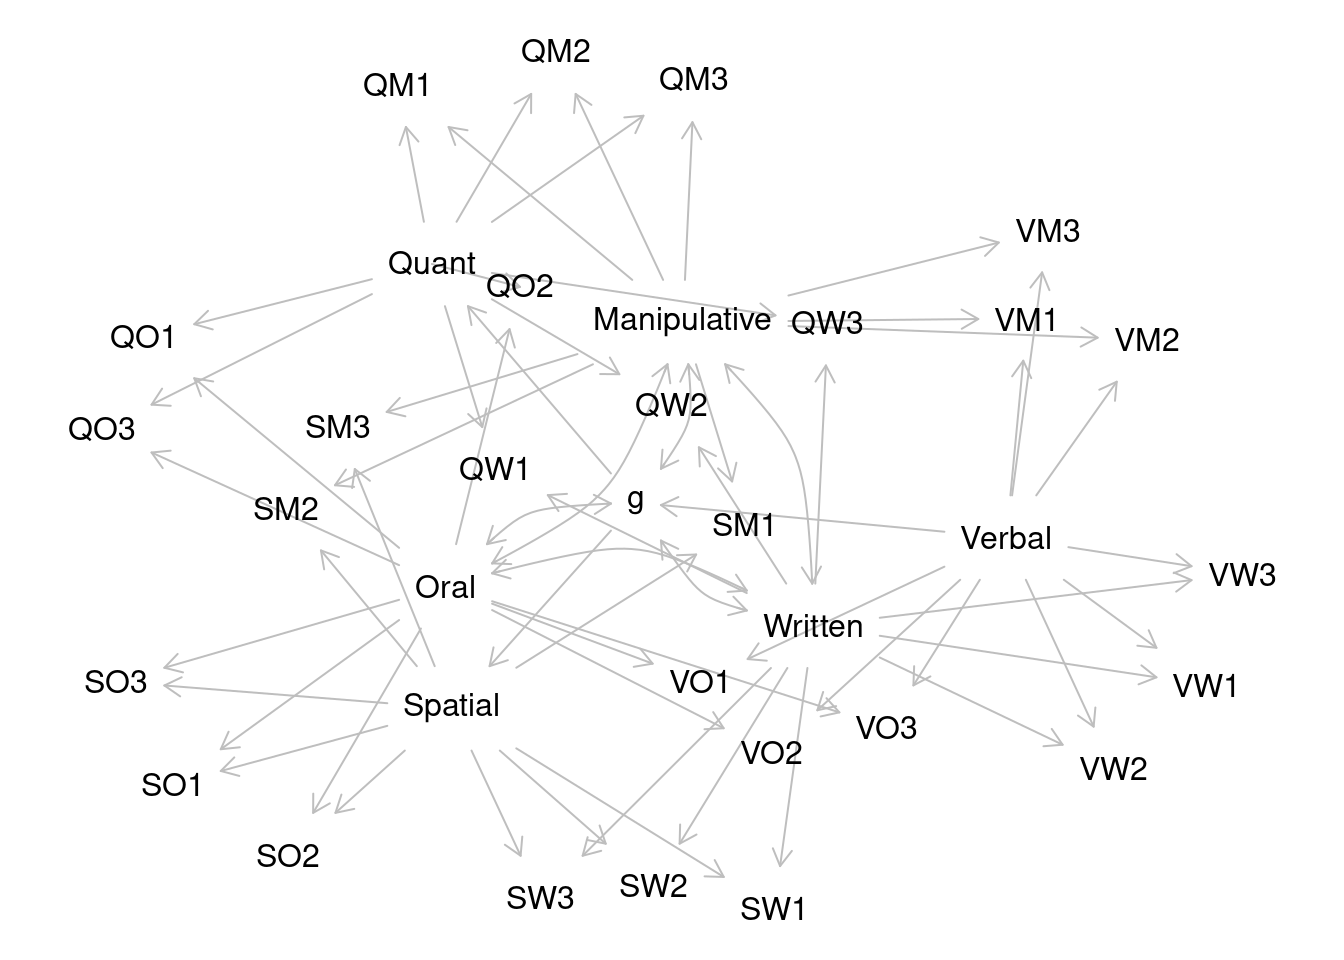 QM2
QM3
QM1
VM3
Quant
QO2
Manipulative
QW3
VM1
QO1
VM2
QW2
SM3
QO3
QW1
g
SM2
SM1
Verbal
VW3
Oral
Written
SO3
VO1
VW1
Spatial
VO3
VO2
VW2
SO1
SO2
SW2
SW3
SW1